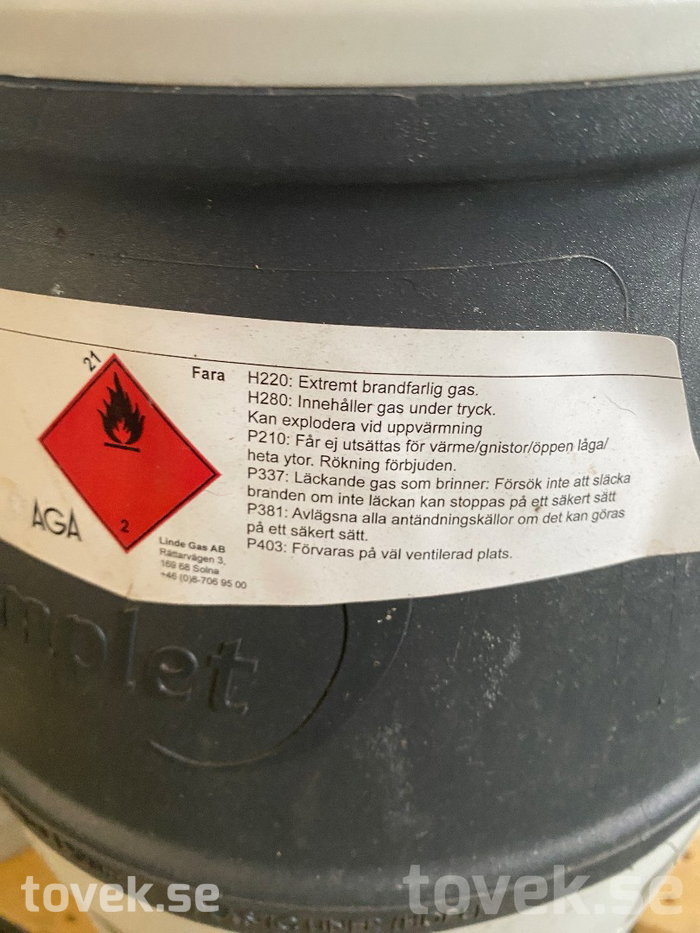 21
Fara
H220: Extremt brandfarlig gas.
H280: Innehåller gas under tryck.
Kan explodera vid uppvärmning
P210: Får ej utsättas för värme/gnistor/öppen låga/
heta ytor. Rökning förbjuden.
P337: Läckande gas som brinner: Försök inte att släcka
branden om inte läckan kan stoppas på ett säkert sätt
P381: Avlägsna alla antändningskällor om det kan göras
på ett säkert sätt.
P403: Förvaras på väl ventilerad plats.
2
AGA
Linde Gas AB
Rättarvägen 3,
169 68 Solna
+46 (0)8-706 95 00
mplet
tovek.se
tovek.se